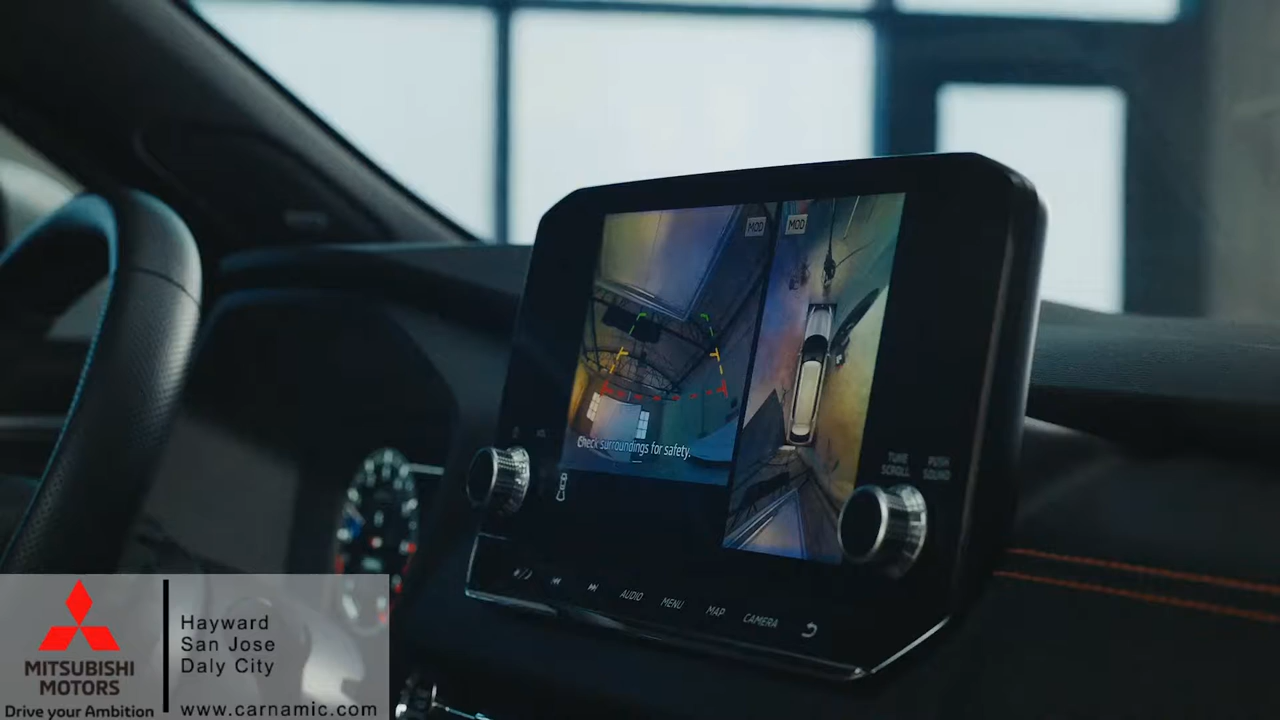 MOD
MOD
Check surroundings for safety.
VOL
TUNE
SCROLL
PUSH
SOUND
AUDIO
MENU
MAP
CAMERA
MITSUBISHI
MOTORS
Drive your Ambition
Hayward
San Jose
Daly City
www.carnamic.com